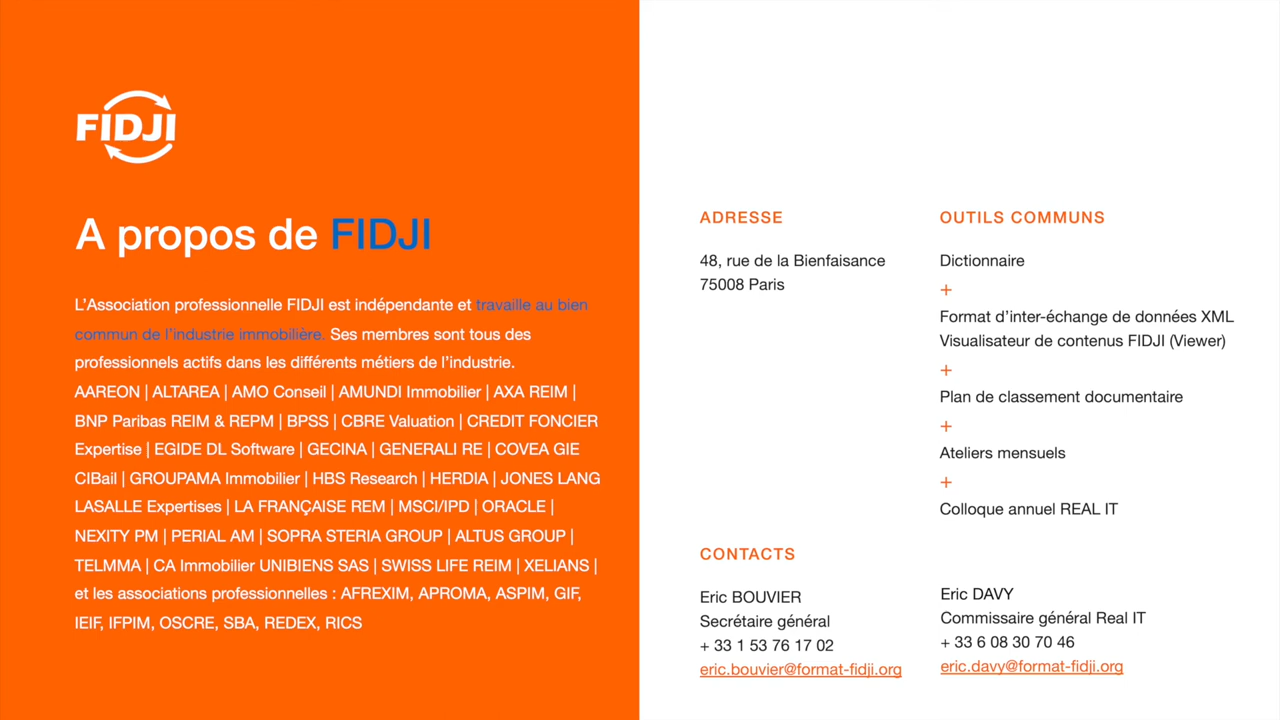 FIDJI
A propos de FIDJI
L'Association professionnelle FIDJI est indépendante et travaille au bien
commun de l'industrie immobilière. Ses membres sont tous des
professionnels actifs dans les différents métiers de l'industrie.
AAREON | ALTAREA | AMO Conseil | AMUNDI Immobilier | AXA REIM |
BNP Paribas REIM & REPM | BPSS | CBRE Valuation | CREDIT FONCIER
Expertise | EGIDE DL Software | GECINA | GENERALI RE | COVEA GIE
CIBail | GROUPAMA Immobilier | HBS Research | HERDIA | JONES LANG
LASALLE Expertises | LA FRANÇAISE REM | MSCI/IPD | ORACLE |
NEXITY PM | PERIAL AM | SOPRA STERIA GROUP | ALTUS GROUP |
TELMMA | CA Immobilier UNIBIENS SAS | SWISS LIFE REIM | XELIANS |
et les associations professionnelles : AFREXIM, APROMA, ASPIM, GIF,
IEIF, IFPIM, OSCRE, SBA, REDEX, RICS
ADRESSE
48, rue de la Bienfaisance
75008 Paris
OUTILS COMMUNS
Dictionnaire
+
Format d'inter-échange de données XML
Visualisateur de contenus FIDJI (Viewer)
+
Plan de classement documentaire
+
Ateliers mensuels
+
Colloque annuel REAL IT
CONTACTS
Eric BOUVIER
Secrétaire général
+ 33 1 53 76 17 02
eric.bouvier@format-fidji.org
Eric DAVY
Commissaire général Real IT
+ 33 6 08 30 70 46
eric.davy@format-fidji.org